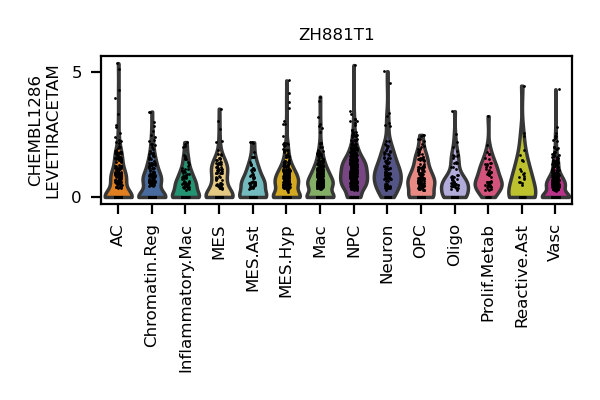 ZH881T1
CHEMBL1286
LEVETIRACETAM
5
0
AC
Chromatin.Reg
Inflammatory.Mac
MES
MES.Ast
MES.Hyp
Mac
NPC
Neuron
OPC
Oligo
Prolif.Metab
Reactive.Ast
Vasc